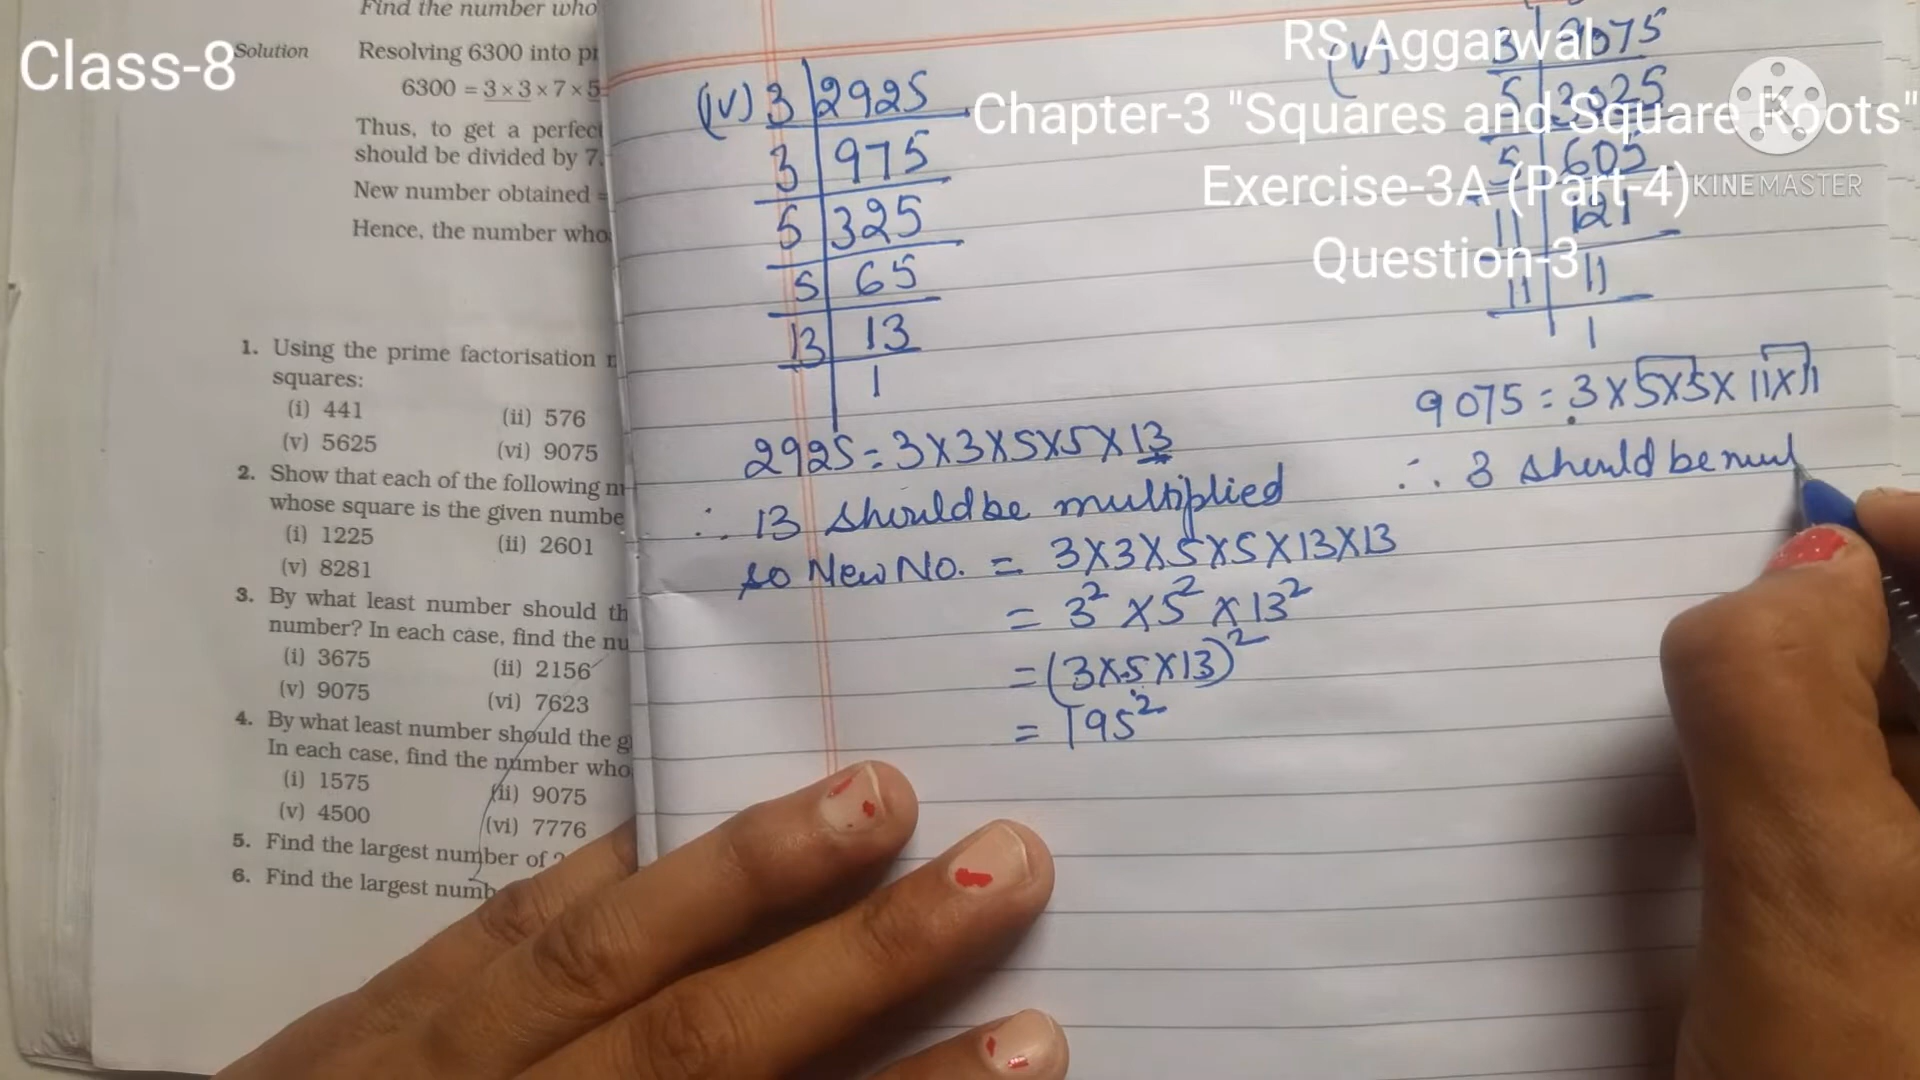 Class-8
RS Aggarwal
Chapter-3 "Squares and Square Roots"
Exercise-3A (Part-4)
Question-3
KINEMASTER
Find the number who
Solution Resolving 6300 into
6300 = 3 × 3 × 7 × 5
Thus, to get a perfect
should be divided by 7.
New number obtained =
Hence, the number who
1. Using the prime factorisation
squares:
(i) 441 (ii) 576
(v) 5625 (vi) 9075
2. Show that each of the following
whose square is the given numbe
(i) 1225 (ii) 2601
(v) 8281
3. By what least number should th
number? In each case, find the nu
(i) 3675 (ii) 2156
(v) 9075 (vi) 7623
4. By what least number should the g
In each case, find the number who
(i) 1575 (ii) 9075
(v) 4500 (vi) 7776
5. Find the largest number of
6. Find the largest numb
(iv) 3 2925
3 975
5 325
5 65
13 13
1
2925 = 3×3×5×5×13
∴ 13 should be multiplied
so New No. = 3×3×5×5×13×13
= 3² × 5² × 13²
= (3×5×13)²
= 195²
(v) 3 9075
5 3025
5 605
11 121
11 11
1
9075 = 3×5×5×11×11
∴ 3 should be mul